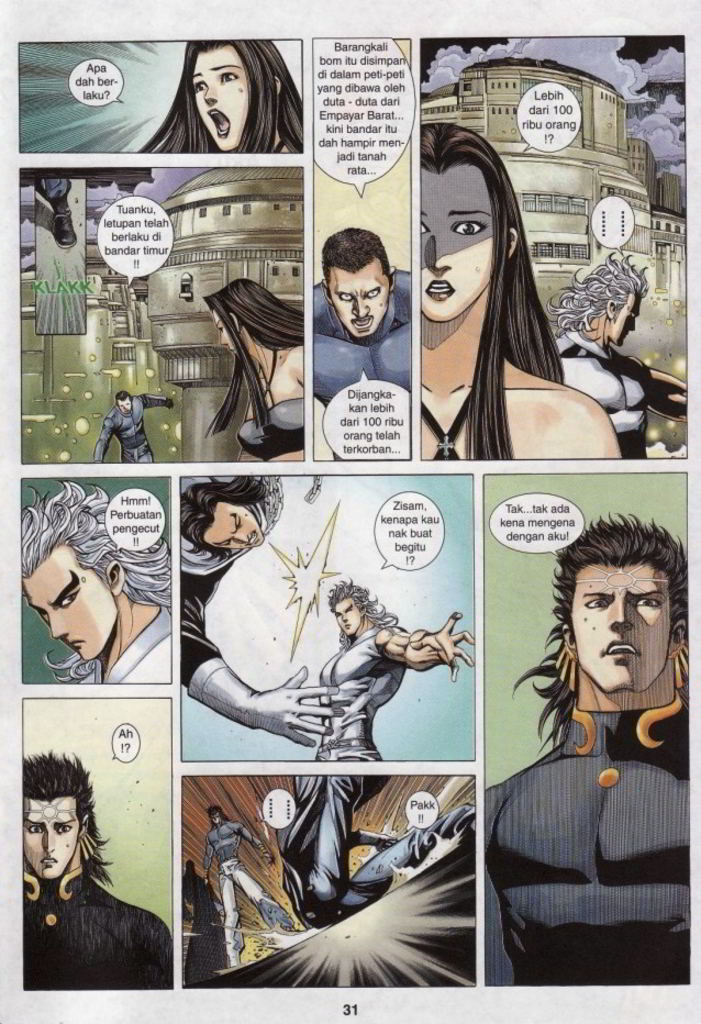 Apa
dah ber-
laku?
Tuanku,
letupan telah
berlaku di
bandar timur
!!
KLAKK
Barangkali
bom itu disimpan
di dalam peti-peti
yang dibawa oleh
duta - duta dari
Empayar Barat...
kini bandar itu
dah hampir men-
jadi tanah
rata...
Dijangka-
kan lebih
dari 100 ribu
orang telah
terkorban...
Lebih
dari 100
ribu orang
!?
Hmm!
Perbuatan
pengecut
!!
Zisam,
kenapa kau
nak buat
begitu
!?
Tak...tak ada
kena mengena
dengan aku!
Ah
!?
Pakk
!!
31